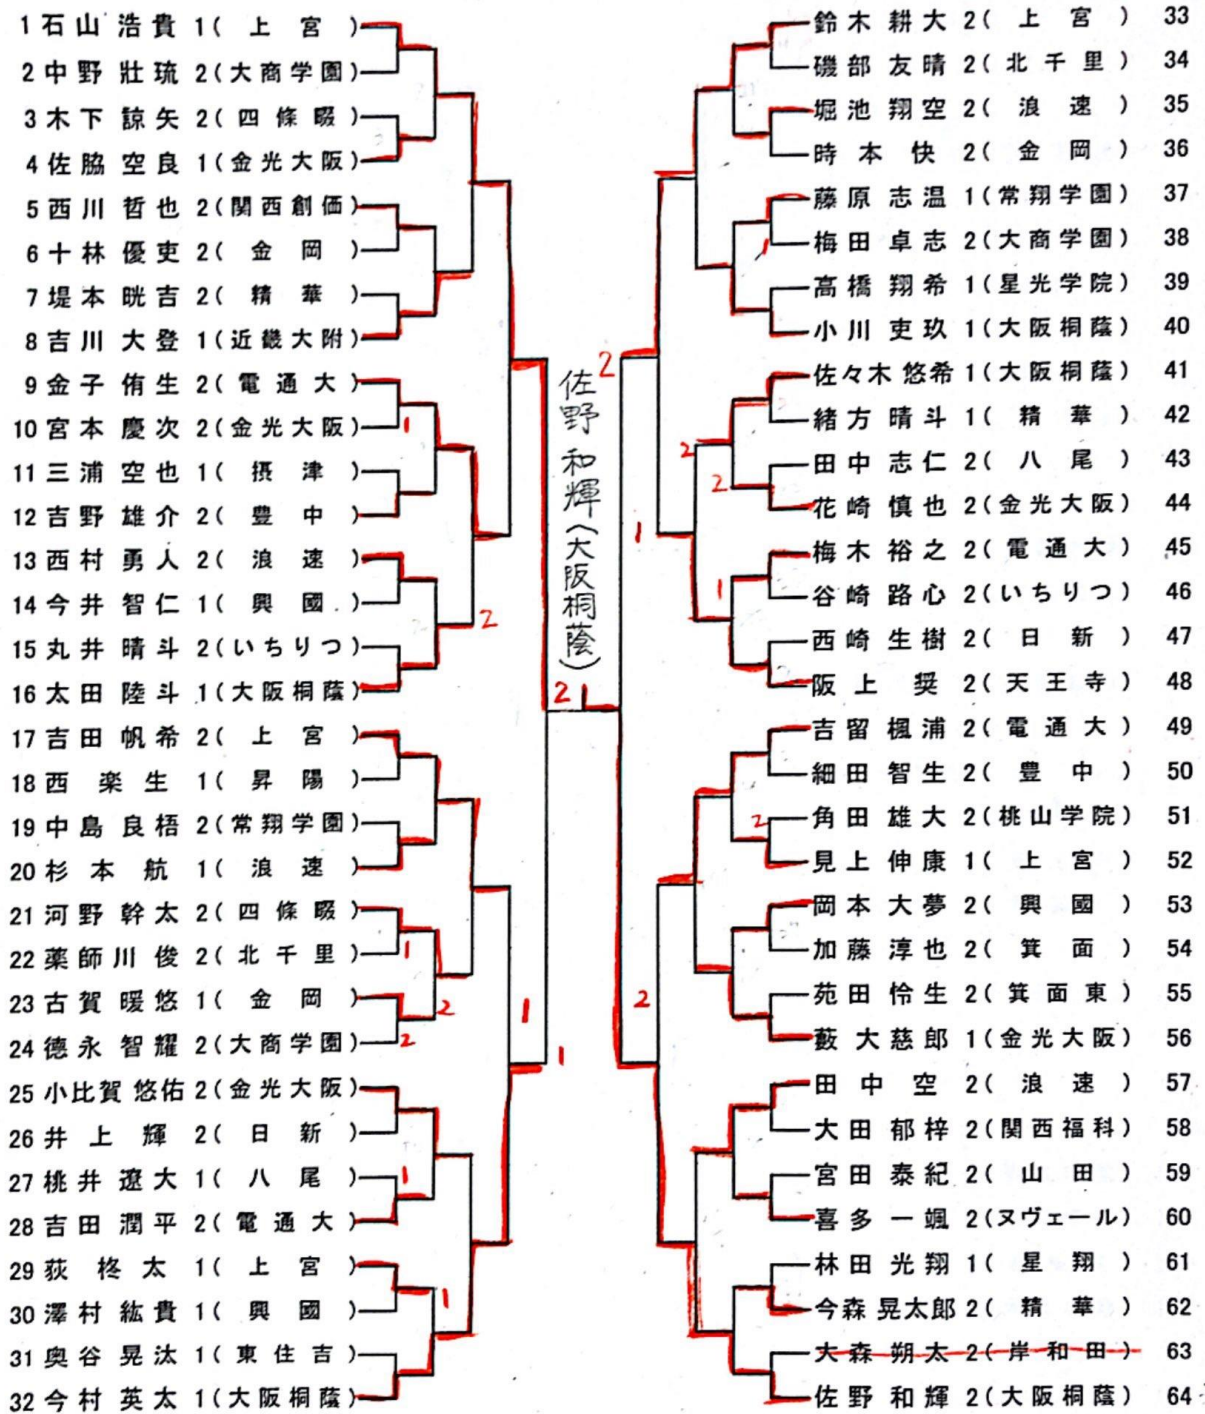 1 石山 浩貴 1( 上 宮 )
2 中野 壯琉 2(大商学園)
3 木下 諒矢 2(四條畷)
4 佐脇 空良 1(金光大阪)
5 西川 哲也 2(関西創価)
6 十林 優吏 2( 金 岡 )
7 堤本 晄吉 2( 精 華 )
8 吉川 大登 1(近畿大附)
9 金子 侑生 2(電通大)
10 宮本 慶次 2(金光大阪)
1
11 三浦 空也 1( 摂 津 )
12 吉野 雄介 2( 豊 中 )
13 西村 勇人 2( 浪 速 )
14 今井 智仁 1( 興 國 )
2
15 丸井 晴斗 2(いちりつ)
16 太田 陸斗 1(大阪桐蔭)
17 吉田 帆希 2( 上 宮 )
18 西 楽生 1( 昇 陽 )
19 中島 良梧 2(常翔学園)
20 杉本 航 1( 浪 速 )
21 河野 幹太 2(四條畷)
22 薬師川 俊 2(北千里)
1
23 古賀 暖悠 1( 金 岡 )
2
24 徳永 智耀 2(大商学園)
2
1
1
25 小比賀 悠佑 2(金光大阪)
26 井上 輝 2( 日 新 )
27 桃井 遼大 1( 八 尾 )
1
28 吉田 潤平 2(電通大)
29 荻 柊太 1( 上 宮 )
1
30 澤村 紘貴 1( 興 國 )
31 奥谷 晃汰 1(東住吉)
32 今村 英太 1(大阪桐蔭)
佐野 和輝(大阪桐蔭)
2
2
鈴木 耕大 2( 上 宮 ) 33
磯部 友晴 2(北千里) 34
堀池 翔空 2( 浪 速 ) 35
時本 快 2( 金 岡 ) 36
藤原 志温 1(常翔学園) 37
1
梅田 卓志 2(大商学園) 38
高橋 翔希 1(星光学院) 39
小川 吏玖 1(大阪桐蔭) 40
佐々木 悠希 1(大阪桐蔭) 41
緒方 晴斗 1( 精 華 ) 42
2
田中 志仁 2( 八 尾 ) 43
2
花崎 慎也 2(金光大阪) 44
1
梅木 裕之 2(電通大) 45
1
谷崎 路心 2(いちりつ) 46
西崎 生樹 2( 日 新 ) 47
阪上 奨 2(天王寺) 48
吉留 楓浦 2(電通大) 49
細田 智生 2( 豊 中 ) 50
2
角田 雄大 2(桃山学院) 51
見上 伸康 1( 上 宮 ) 52
岡本 大夢 2( 興 國 ) 53
加藤 淳也 2( 箕 面 ) 54
2
苑田 怜生 2(箕面東) 55
藪 大慈郎 1(金光大阪) 56
田中 空 2( 浪 速 ) 57
大田 郁梓 2(関西福科) 58
宮田 泰紀 2( 山 田 ) 59
喜多 一颯 2(ヌヴェール) 60
林田 光翔 1( 星 翔 ) 61
今森 晃太郎 2( 精 華 ) 62
大森 朔太 2(岸和田) 63
佐野 和輝 2(大阪桐蔭) 64